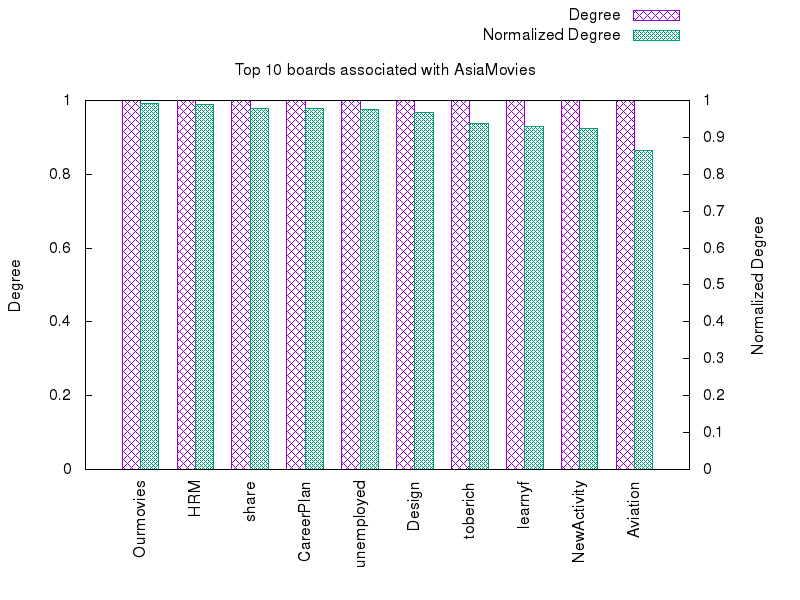 Degree
Normalized Degree
Top 10 boards associated with AsiaMovies
1
0.8
0.6
0.4
0.2
0
1
0.9
0.8
0.7
0.6
0.5
0.4
0.3
0.2
0.1
0
Degree
Normalized Degree
Ourmovies
HRM
share
CareerPlan
unemployed
Design
toberich
learnyf
NewActivity
Aviation